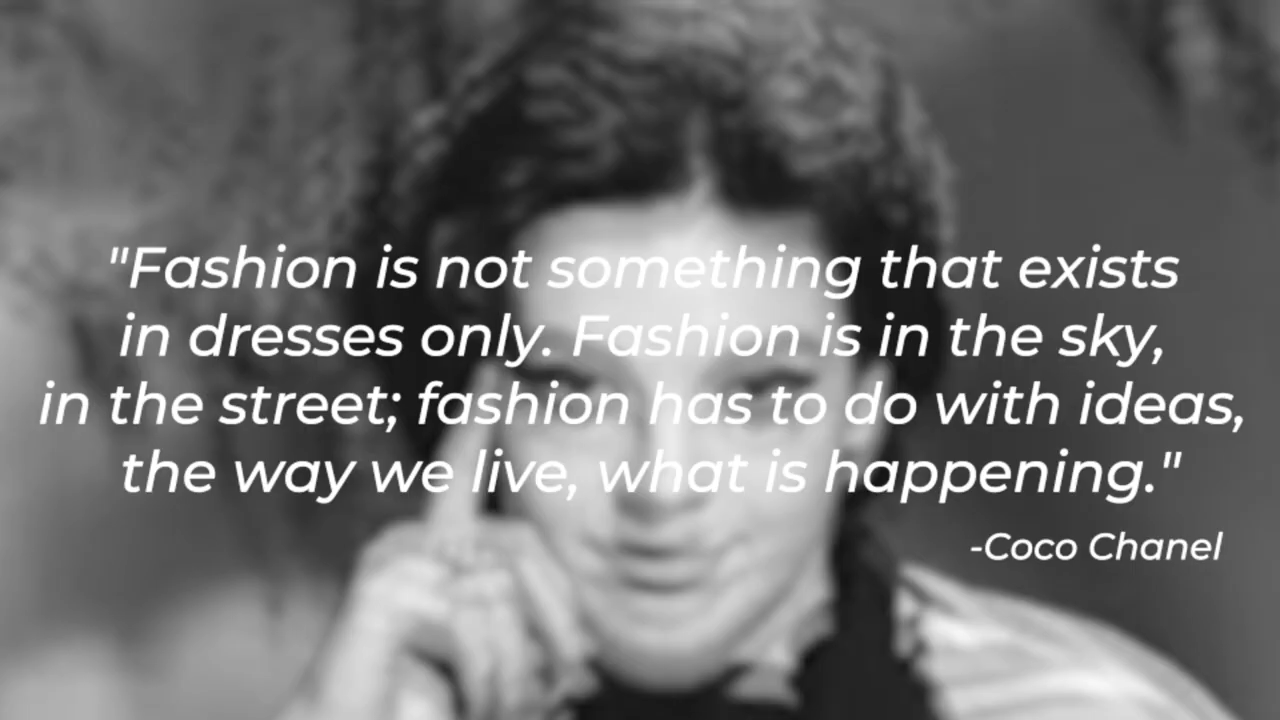 "Fashion is not something that exists
in dresses only. Fashion is in the sky,
in the street; fashion has to do with ideas,
the way we live, what is happening."
-Coco Chanel